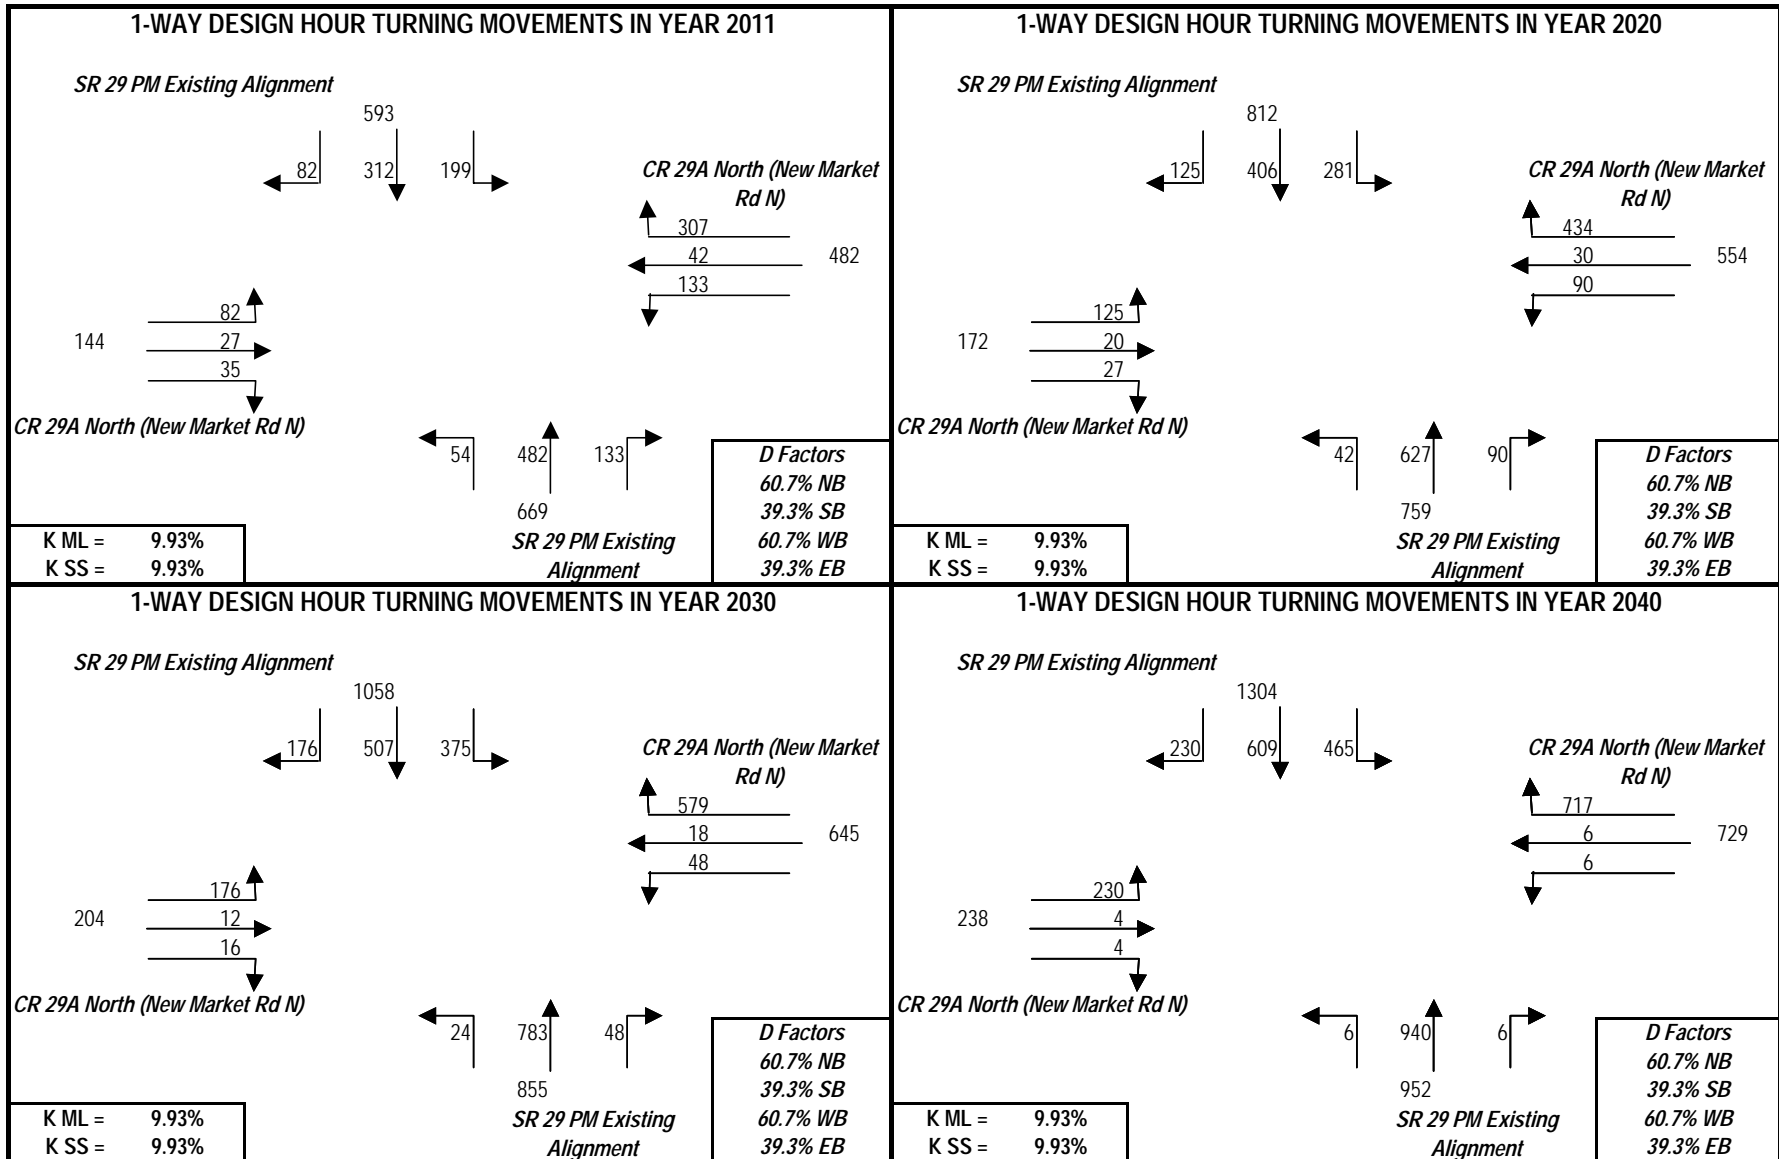 1-WAY DESIGN HOUR TURNING MOVEMENTS IN YEAR 2011
SR 29 PM Existing Alignment
593
82 312 199
CR 29A North (New Market
Rd N)
307
42 482
133
82
144 27
35
CR 29A North (New Market Rd N)
54 482 133
669
SR 29 PM Existing
Alignment
D Factors
60.7% NB
39.3% SB
60.7% WB
39.3% EB
K ML = 9.93%
K SS = 9.93%
1-WAY DESIGN HOUR TURNING MOVEMENTS IN YEAR 2020
SR 29 PM Existing Alignment
812
125 406 281
CR 29A North (New Market
Rd N)
434
30 554
90
125
172 20
27
CR 29A North (New Market Rd N)
42 627 90
759
SR 29 PM Existing
Alignment
D Factors
60.7% NB
39.3% SB
60.7% WB
39.3% EB
K ML = 9.93%
K SS = 9.93%
1-WAY DESIGN HOUR TURNING MOVEMENTS IN YEAR 2030
SR 29 PM Existing Alignment
1058
176 507 375
CR 29A North (New Market
Rd N)
579
18 645
48
176
204 12
16
CR 29A North (New Market Rd N)
24 783 48
855
SR 29 PM Existing
Alignment
D Factors
60.7% NB
39.3% SB
60.7% WB
39.3% EB
K ML = 9.93%
K SS = 9.93%
1-WAY DESIGN HOUR TURNING MOVEMENTS IN YEAR 2040
SR 29 PM Existing Alignment
1304
230 609 465
CR 29A North (New Market
Rd N)
717
6 729
6
230
238 4
4
CR 29A North (New Market Rd N)
6 940 6
952
SR 29 PM Existing
Alignment
D Factors
60.7% NB
39.3% SB
60.7% WB
39.3% EB
K ML = 9.93%
K SS = 9.93%